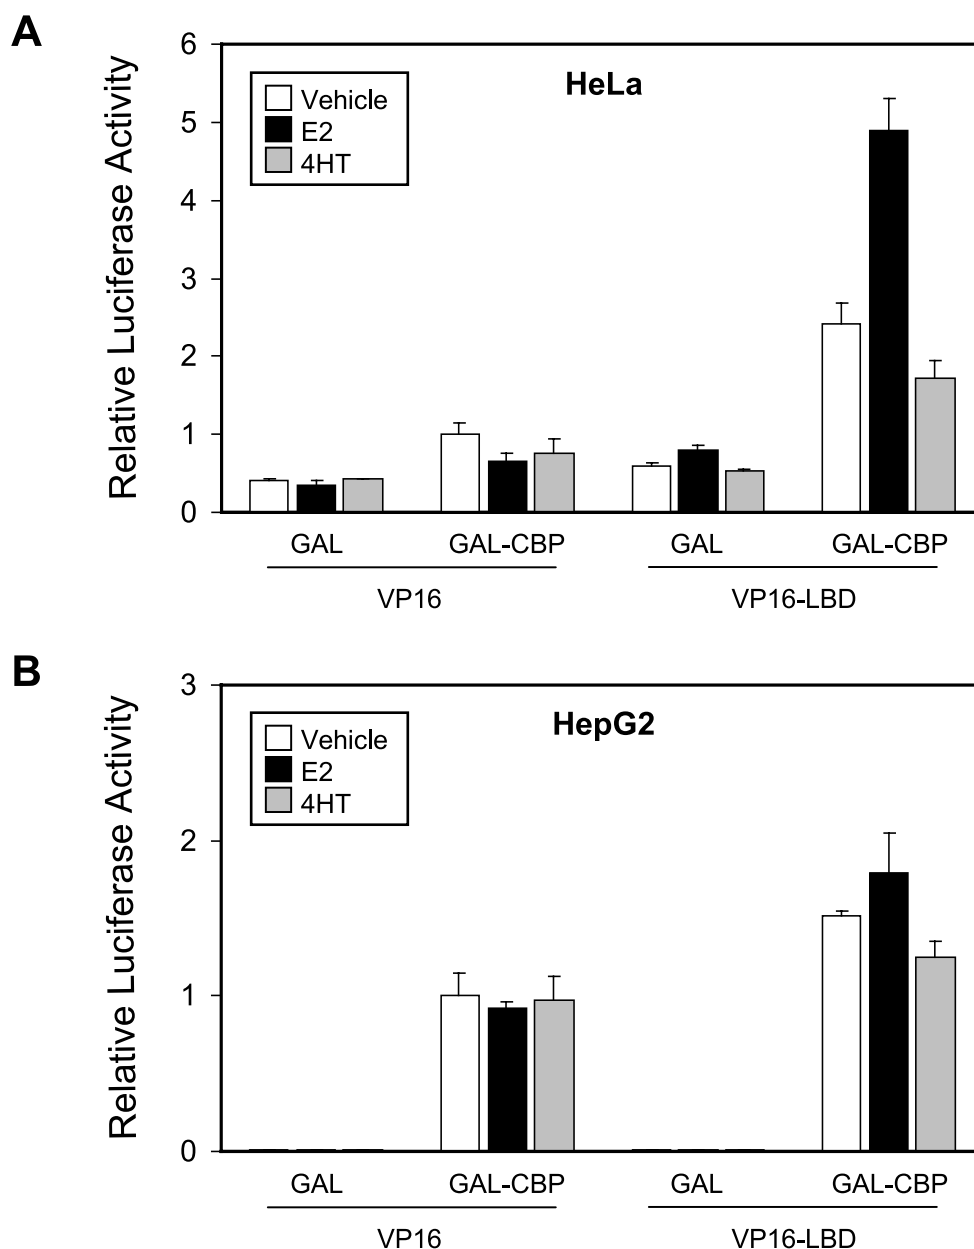 A
Relative Luciferase Activity
6
5
4
3
2
1
0
HeLa
Vehicle
E2
4HT
GAL GAL-CBP GAL GAL-CBP
VP16 VP16-LBD
B
Relative Luciferase Activity
3
2
1
0
HepG2
Vehicle
E2
4HT
GAL GAL-CBP GAL GAL-CBP
VP16 VP16-LBD